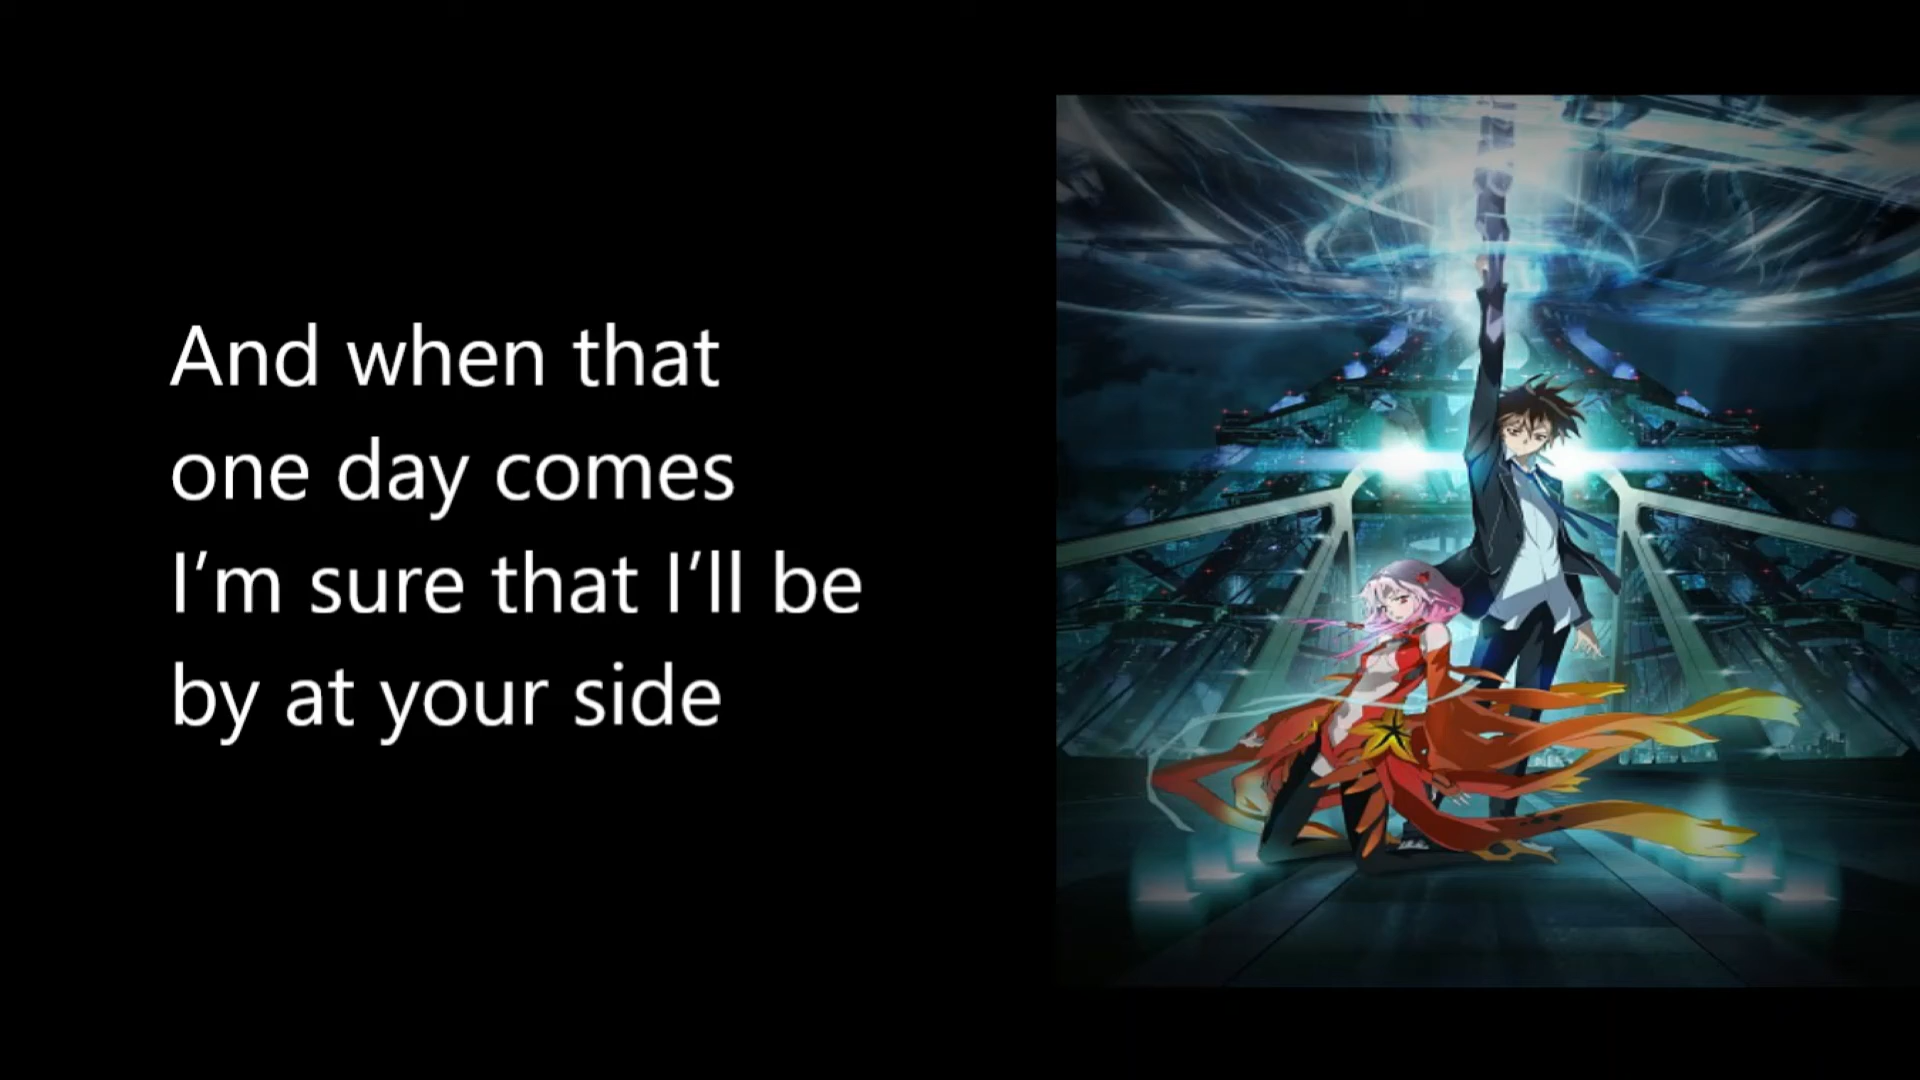 And when that
one day comes
I’m sure that I’ll be
by at your side